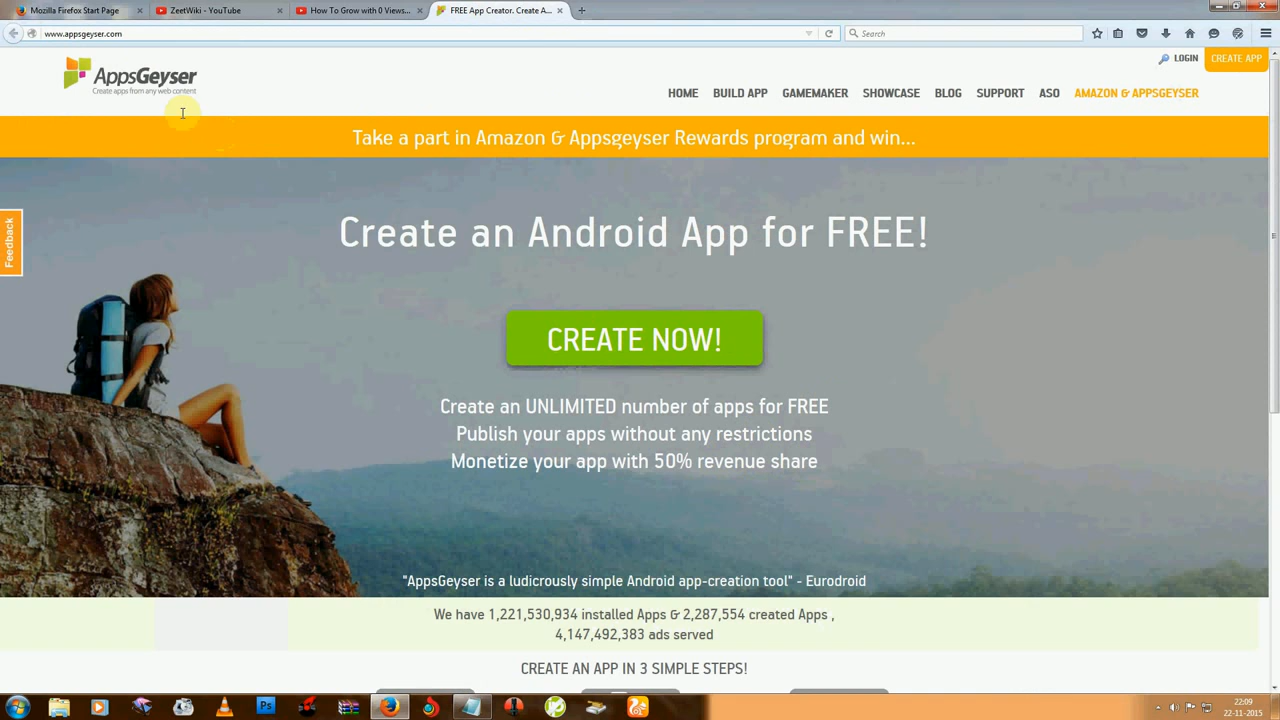 Mozilla Firefox Start Page
ZeetWiki - YouTube
How To Grow with 0 Views...
FREE App Creator. Create A...
www.appsgeyser.com
Search
AppsGeyser
Create apps from any web content
LOGIN
CREATE APP
HOME
BUILD APP
GAMEMAKER
SHOWCASE
BLOG
SUPPORT
ASO
AMAZON & APPSGEYSER
Take a part in Amazon & Appsgeyser Rewards program and win...
Feedback
Create an Android App for FREE!
CREATE NOW!
Create an UNLIMITED number of apps for FREE
Publish your apps without any restrictions
Monetize your app with 50% revenue share
"AppsGeyser is a ludicrously simple Android app-creation tool" - Eurodroid
We have 1,221,530,934 installed Apps & 2,287,554 created Apps ,
4,147,492,383 ads served
CREATE AN APP IN 3 SIMPLE STEPS!
Ps
22:09
22-11-2015